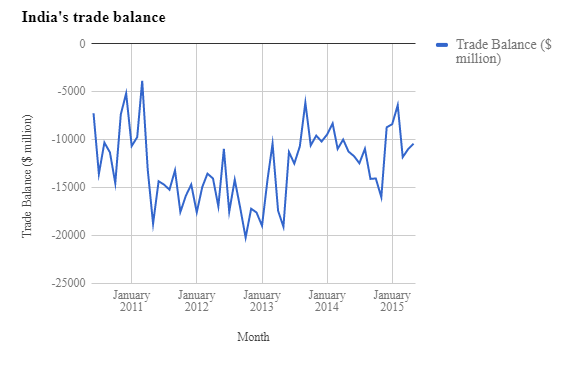 India's trade balance
Trade Balance ($
million)
0
-5000
-10000
-15000
-20000
-25000
Trade Balance ($ million)
January
2011
January
2012
January
2013
January
2014
January
2015
Month